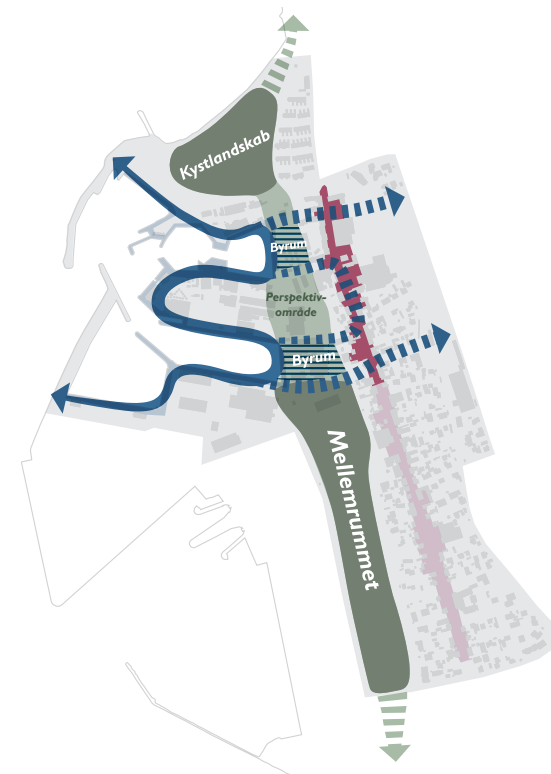 Kystlandskab
Byrum
Perspektiv-
område
Byrum
Mellemrummet